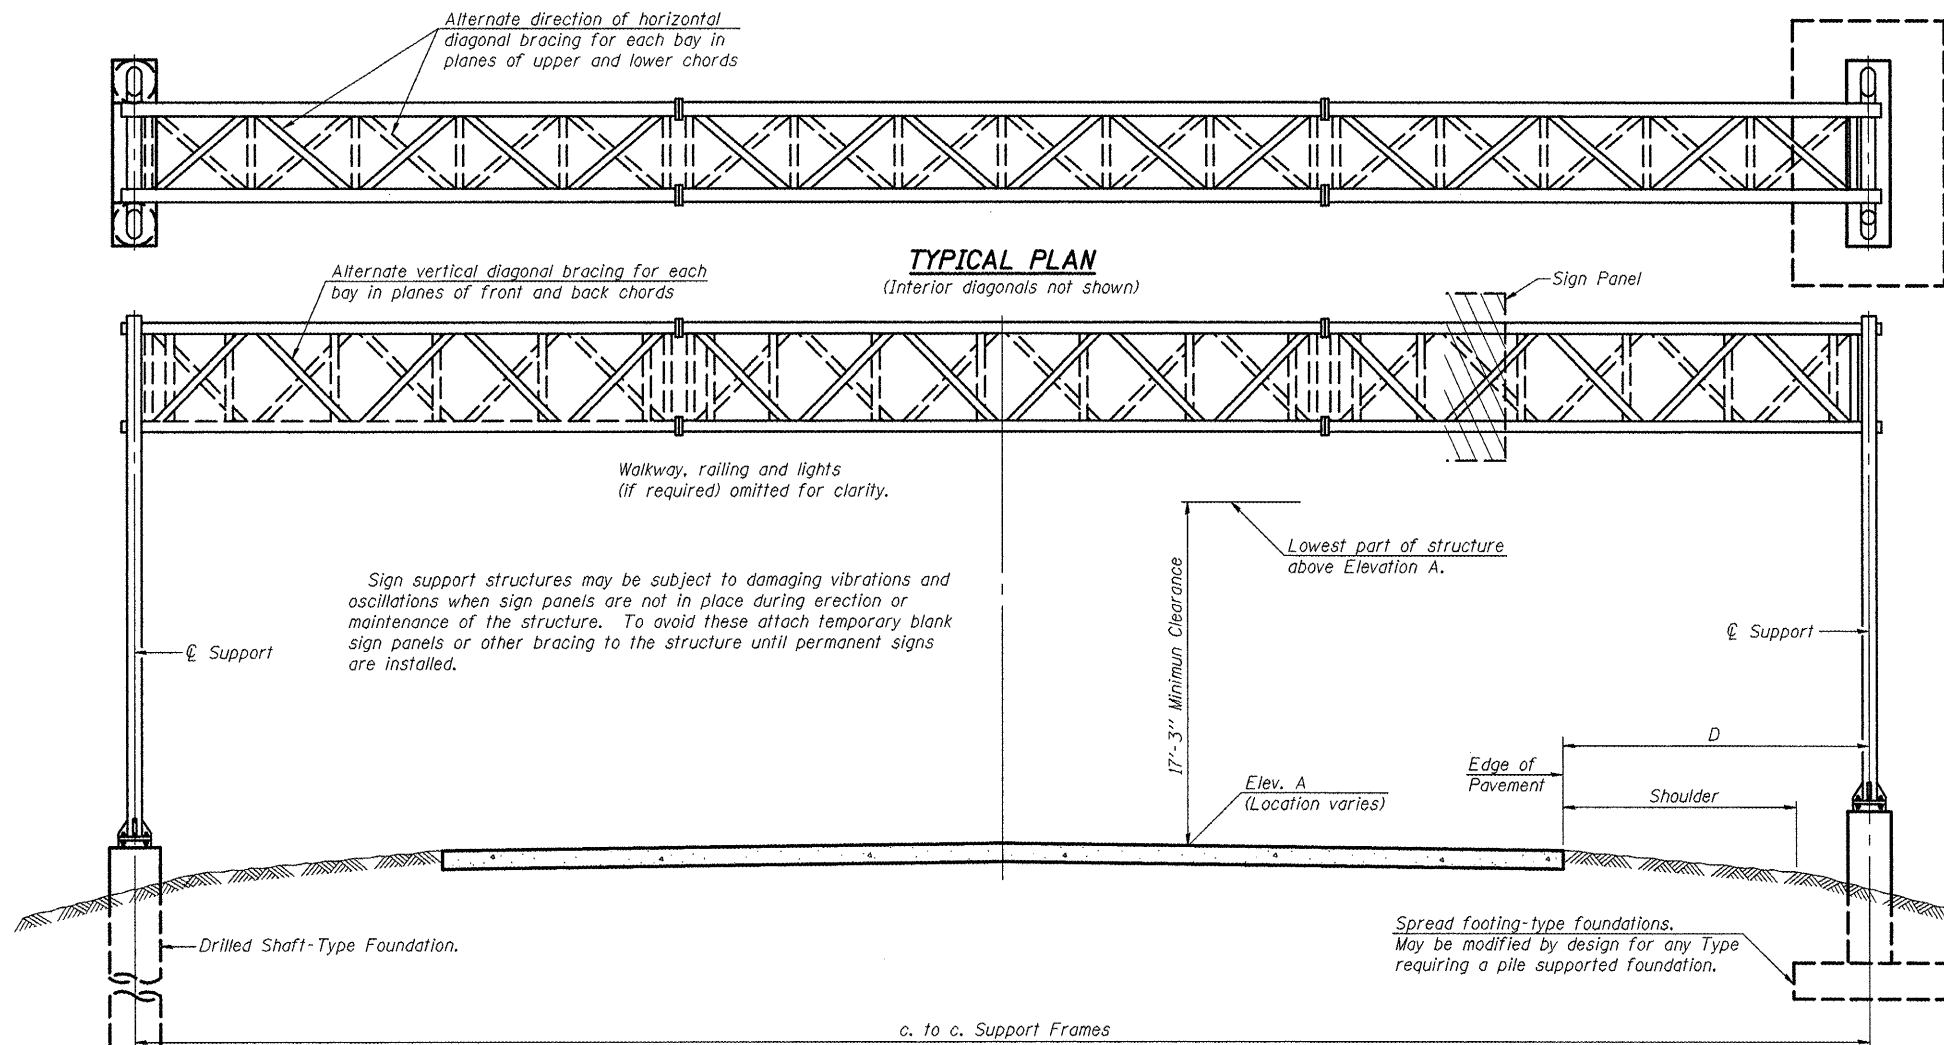 Alternate direction of horizontal
diagonal bracing for each bay in
planes of upper and lower chords
TYPICAL PLAN
(Interior diagonals not shown)
Alternate vertical diagonal bracing for each
bay in planes of front and back chords
Sign Panel
Walkway, railing and lights
(if required) omitted for clarity.
Lowest part of structure
above Elevation A.
17'-3" Minimun Clearance
Sign support structures may be subject to damaging vibrations and
oscillations when sign panels are not in place during erection or
maintenance of the structure. To avoid these attach temporary blank
sign panels or other bracing to the structure until permanent signs
are installed.
℄ Support
℄ Support
D
Edge of
Pavement
Shoulder
Elev. A
(Location varies)
Drilled Shaft-Type Foundation.
Spread footing-type foundations.
May be modified by design for any Type
requiring a pile supported foundation.
c. to c. Support Frames